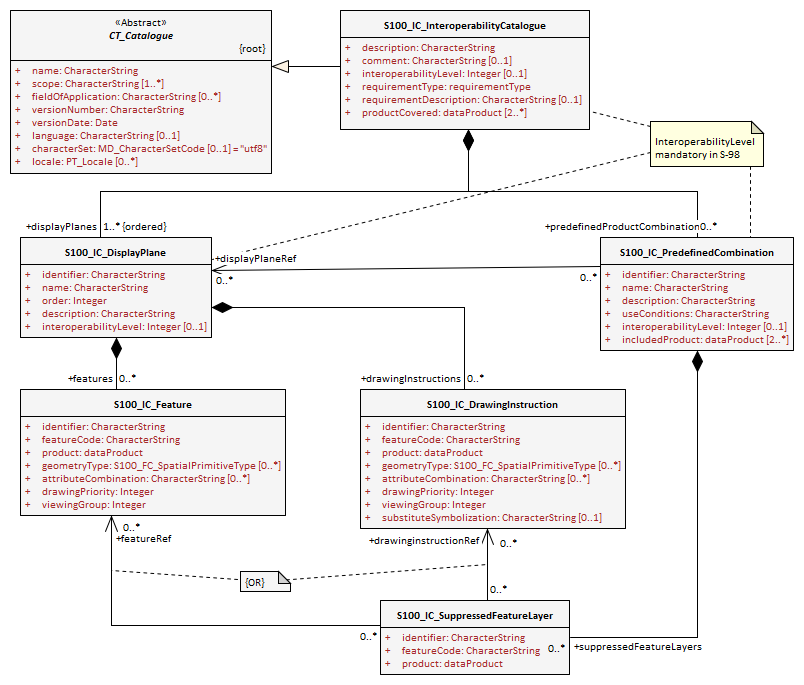 «Abstract»
CT_Catalogue
{root}
+ name: CharacterString
+ scope: CharacterString [1..*]
+ fieldOfApplication: CharacterString [0..*]
+ versionNumber: CharacterString
+ versionDate: Date
+ language: CharacterString [0..1]
+ characterSet: MD_CharacterSetCode [0..1] = "utf8"
+ locale: PT_Locale [0..*]
S100_IC_InteroperabilityCatalogue
+ description: CharacterString
+ comment: CharacterString [0..1]
+ interoperabilityLevel: Integer [0..1]
+ requirementType: requirementType
+ requirementDescription: CharacterString [0..1]
+ productCovered: dataProduct [2..*]
InteroperabilityLevel
mandatory in S-98
+displayPlanes 1..* {ordered}
+predefinedProductCombination 0..*
S100_IC_DisplayPlane
+ identifier: CharacterString
+ name: CharacterString
+ order: Integer
+ description: CharacterString
+ interoperabilityLevel: Integer [0..1]
+displayPlaneRef
0..*
0..*
S100_IC_PredefinedCombination
+ identifier: CharacterString
+ name: CharacterString
+ description: CharacterString
+ useConditions: CharacterString
+ interoperabilityLevel: Integer [0..1]
+ includedProduct: dataProduct [2..*]
+features 0..*
+drawingInstructions 0..*
S100_IC_Feature
+ identifier: CharacterString
+ featureCode: CharacterString
+ product: dataProduct
+ geometryType: S100_FC_SpatialPrimitiveType [0..*]
+ attributeCombination: CharacterString [0..*]
+ drawingPriority: Integer
+ viewingGroup: Integer
S100_IC_DrawingInstruction
+ identifier: CharacterString
+ featureCode: CharacterString
+ product: dataProduct
+ geometryType: S100_FC_SpatialPrimitiveType [0..*]
+ attributeCombination: CharacterString [0..*]
+ drawingPriority: Integer
+ viewingGroup: Integer
+ substituteSymbolization: CharacterString [0..1]
0..*
+featureRef
+drawinginstructionRef
0..*
{OR}
0..*
S100_IC_SuppressedFeatureLayer
+ identifier: CharacterString
+ featureCode: CharacterString
+ product: dataProduct
0..*
0..*
+suppressedFeatureLayers